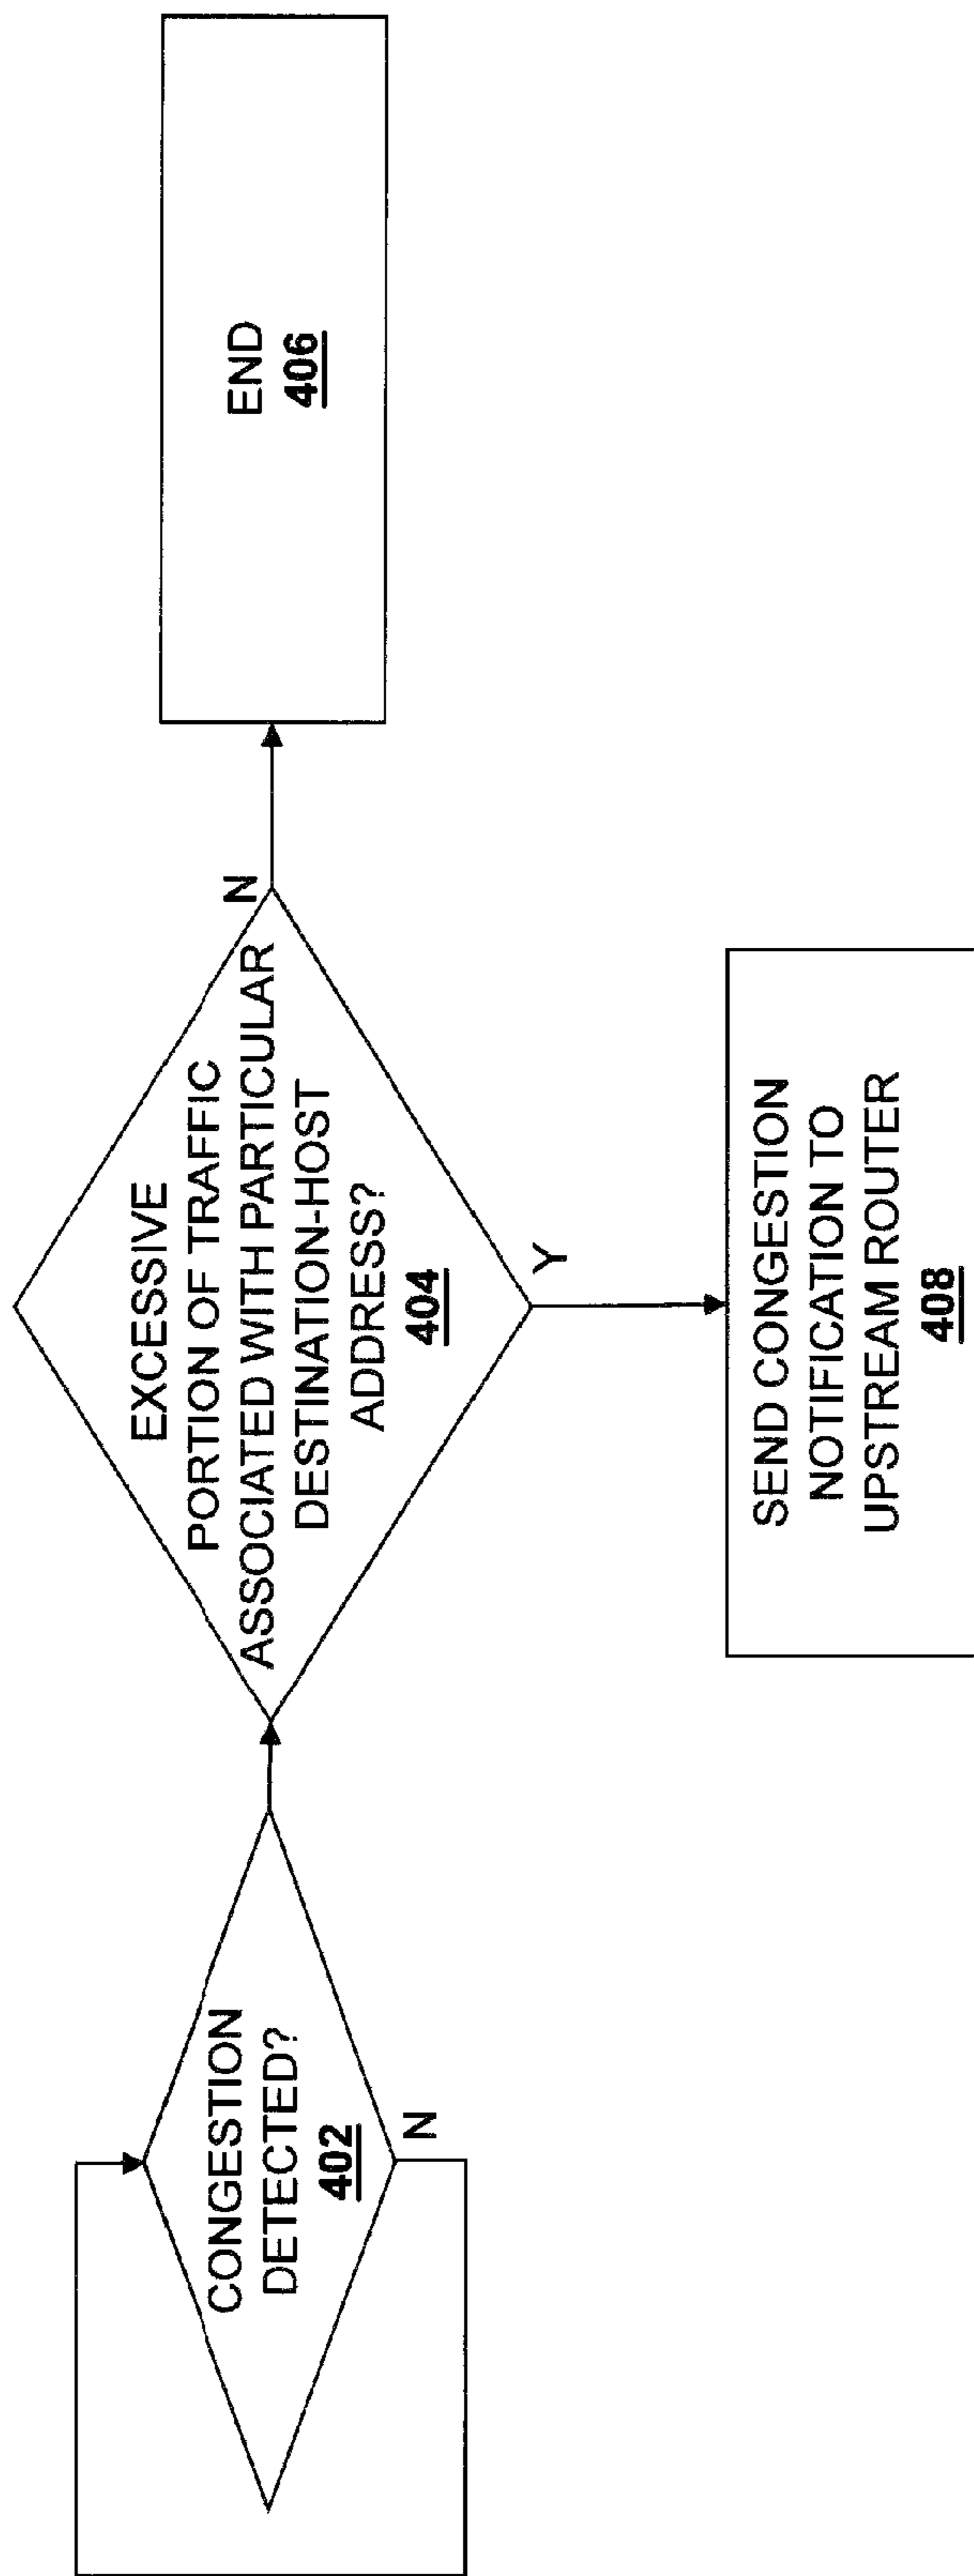 CONGESTION
DETECTED?
402
N
EXCESSIVE
PORTION OF TRAFFIC
ASSOCIATED WITH PARTICULAR
DESTINATION-HOST
ADDRESS?
404
N
Y
END
406
SEND CONGESTION
NOTIFICATION TO
UPSTREAM ROUTER
408